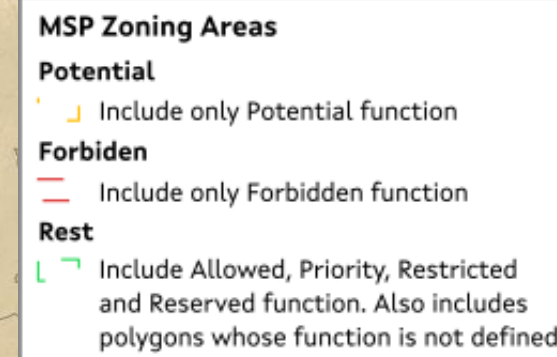 MSP Zoning Areas
Potential
Include only Potential function
Forbiden
Include only Forbidden function
Rest
Include Allowed, Priority, Restricted
and Reserved function. Also includes
polygons whose function is not defined